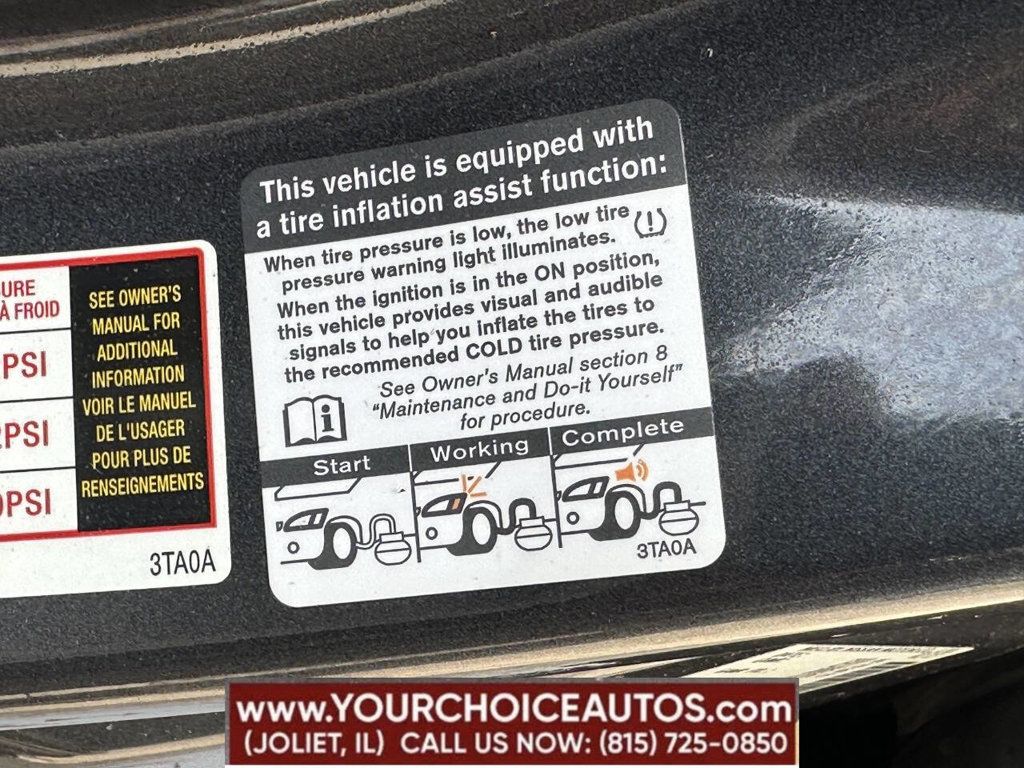 URE
À FROID
PSI
2PSI
0PSI
SEE OWNER'S
MANUAL FOR
ADDITIONAL
INFORMATION
VOIR LE MANUEL
DE L'USAGER
POUR PLUS DE
RENSEIGNEMENTS
3TA0A
This vehicle is equipped with
a tire inflation assist function:
When tire pressure is low, the low tire
pressure warning light illuminates.
When the ignition is in the ON position,
this vehicle provides visual and audible
signals to help you inflate the tires to
the recommended COLD tire pressure.
See Owner's Manual section 8
"Maintenance and Do-it Yourself"
for procedure.
Start Working Complete
3TA0A
www.YOURCHOICEAUTOS.com
(JOLIET, IL) CALL US NOW: (815) 725-0850